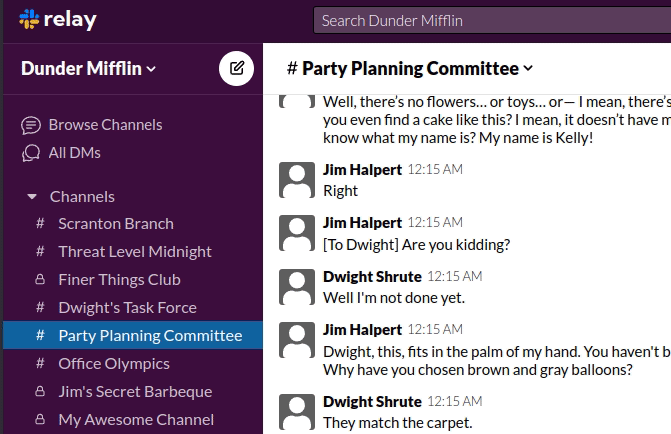 relay
Search Dunder Mifflin
Dunder Mifflin
# Party Planning Committee
Browse Channels
All DMs
Channels
# Scranton Branch
# Threat Level Midnight
Finer Things Club
# Dwight's Task Force
# Party Planning Committee
# Office Olympics
Jim's Secret Barbeque
My Awesome Channel
Well, there's no flowers... or toys... or— I mean, there's
you even find a cake like this? I mean, it doesn't have
know what my name is? My name is Kelly!
Jim Halpert 12:15 AM
Right
Jim Halpert 12:15 AM
[To Dwight] Are you kidding?
Dwight Shrute 12:15 AM
Well I'm not done yet.
Jim Halpert 12:15 AM
Dwight, this, fits in the palm of my hand. You haven't
Why have you chosen brown and gray balloons?
Dwight Shrute 12:15 AM
They match the carpet.